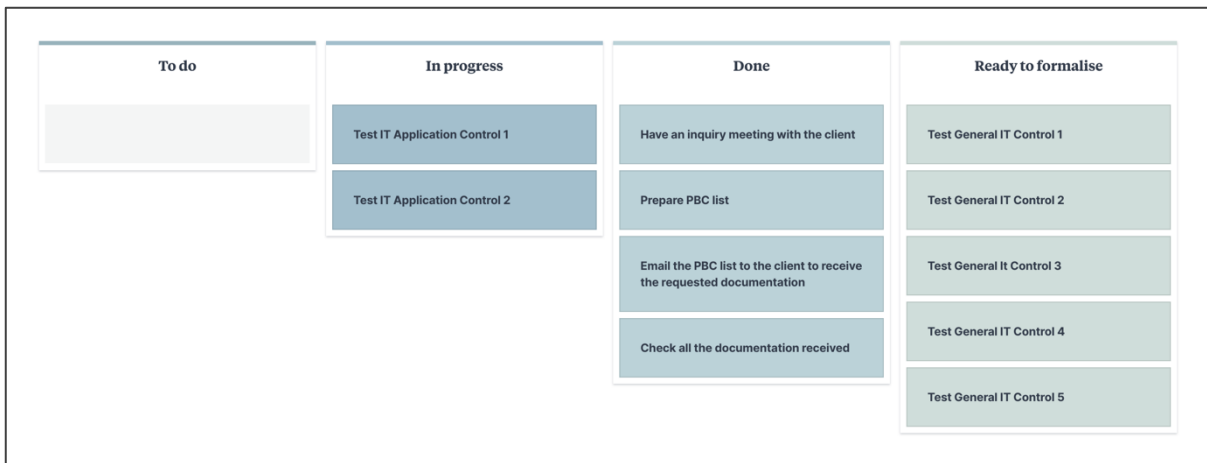 To do
In progress
Test IT Application Control 1
Test IT Application Control 2
Done
Have an inquiry meeting with the client
Prepare PBC list
Email the PBC list to the client to receive
the requested documentation
Check all the documentation received
Ready to formalise
Test General IT Control 1
Test General IT Control 2
Test General It Control 3
Test General IT Control 4
Test General IT Control 5